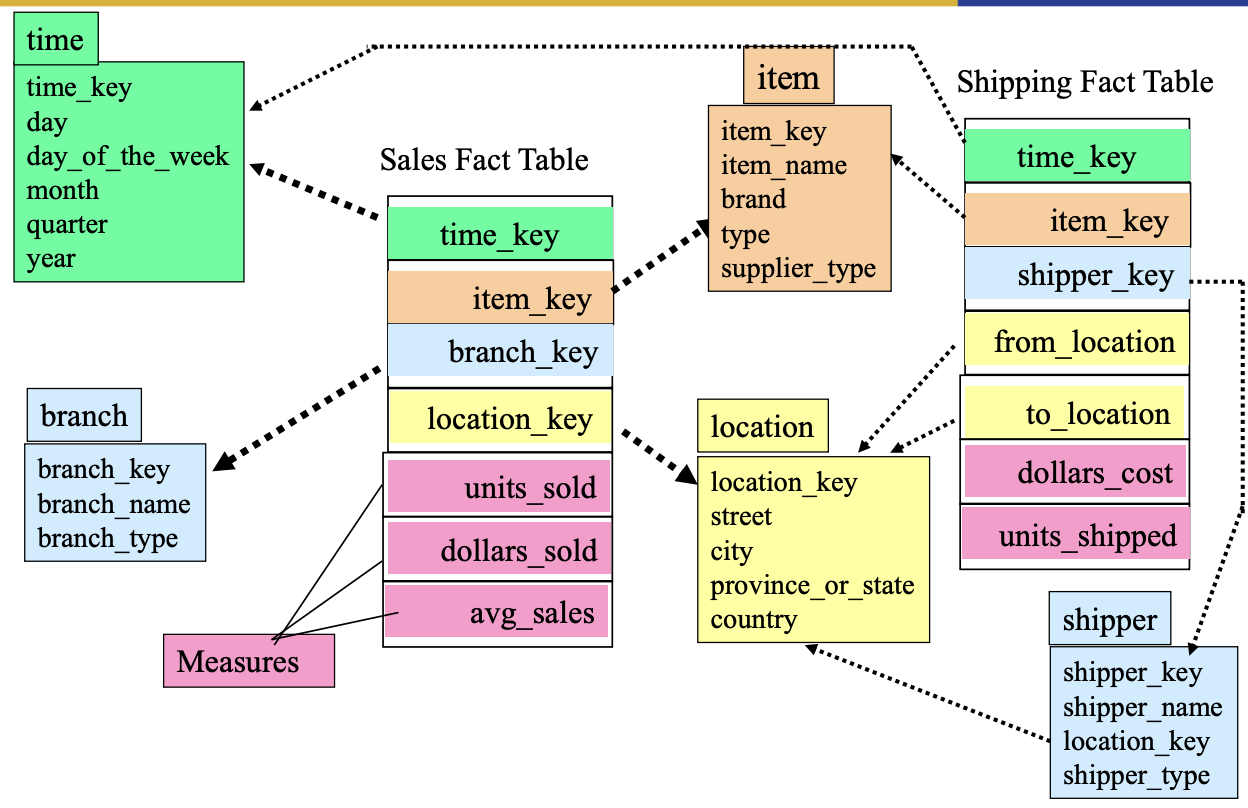 time
time_key
day
day_of_the_week
month
quarter
year
Sales Fact Table
time_key
item_key
branch_key
location_key
units_sold
dollars_sold
avg_sales
Measures
branch
branch_key
branch_name
branch_type
item
item_key
item_name
brand
type
supplier_type
location
location_key
street
city
province_or_state
country
Shipping Fact Table
time_key
item_key
shipper_key
from_location
to_location
dollars_cost
units_shipped
shipper
shipper_key
shipper_name
location_key
shipper_type